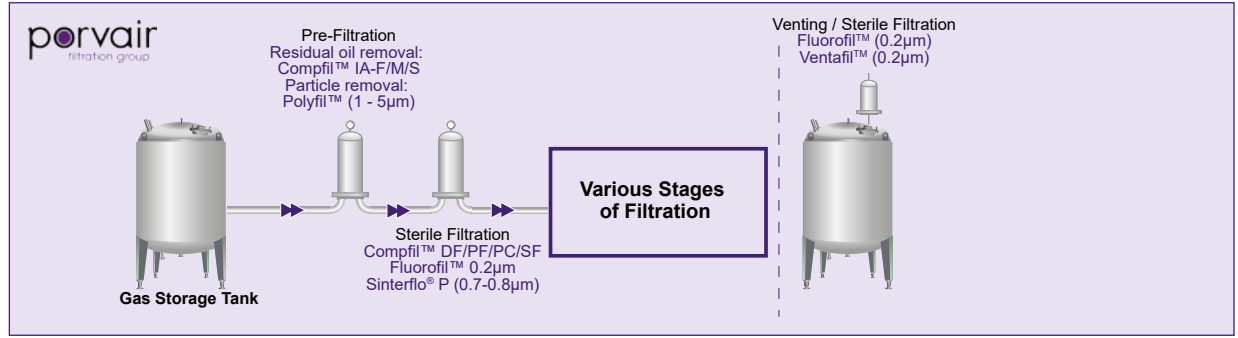 porvair
filtration group
Pre-Filtration
Residual oil removal:
Compfil™ IA-F/M/S
Particle removal:
Polyfil™ (1 - 5µm)
Venting / Sterile Filtration
Fluorofil™ (0.2µm)
Ventafil™ (0.2µm)
Various Stages
of Filtration
Sterile Filtration
Compfil™ DF/PF/PC/SF
Fluorofil™ 0.2µm
Sinterflo® P (0.7-0.8µm)
Gas Storage Tank